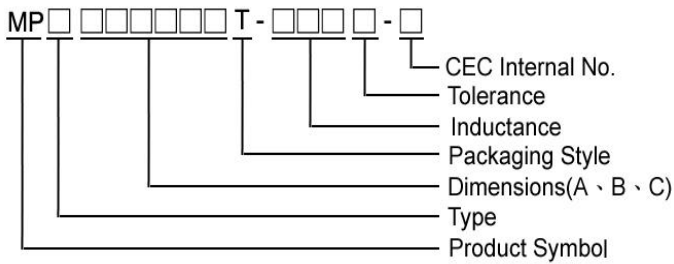 MP□ □□□□□□ T - □□□ □ - □
CEC Internal No.
Tolerance
Inductance
Packaging Style
Dimensions(A、B、C)
Type
Product Symbol